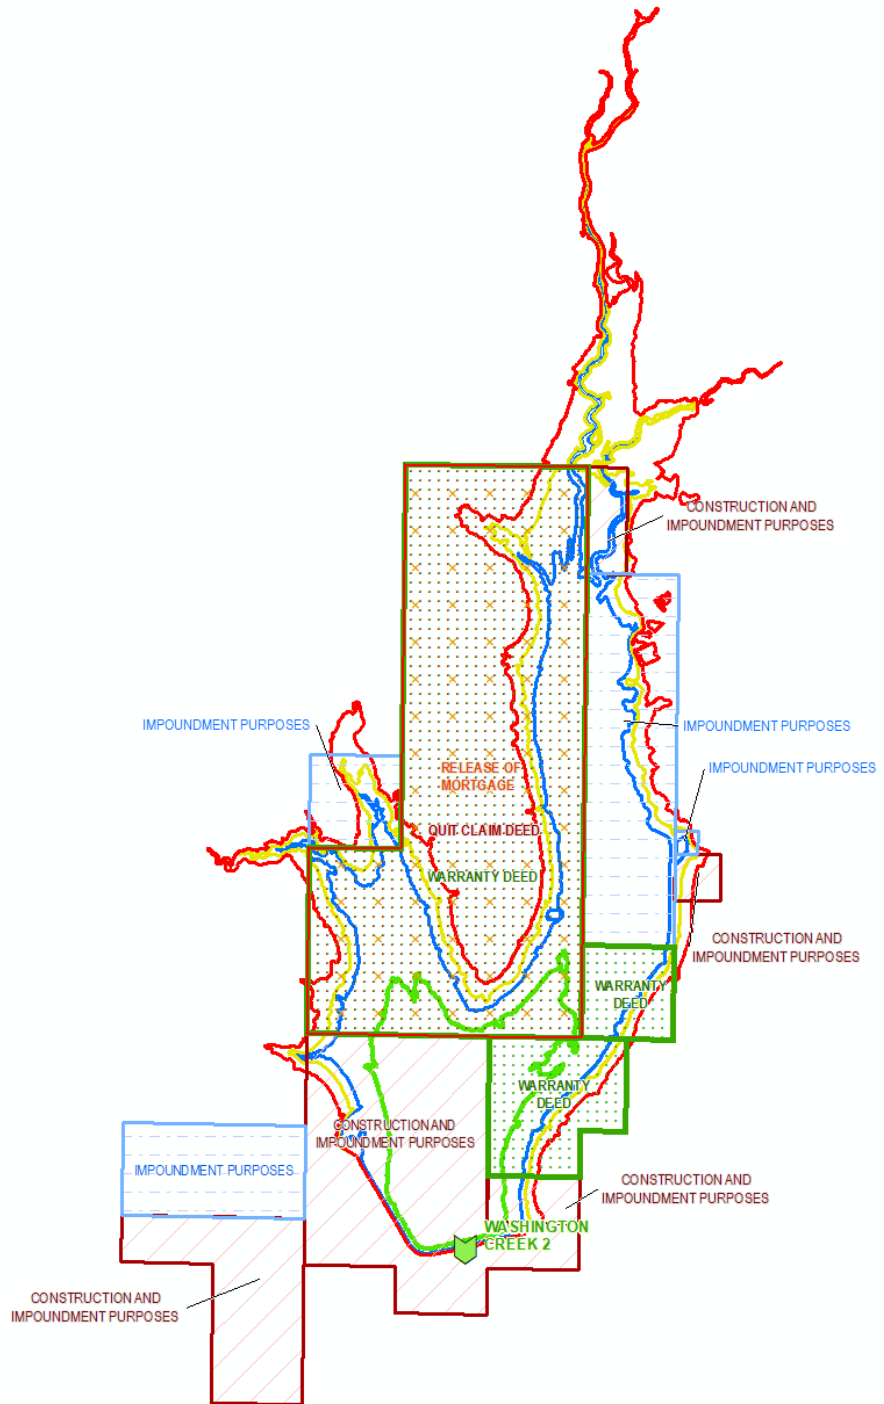 CONSTRUCTION AND
IMPOUNDMENT PURPOSES
IMPOUNDMENT PURPOSES
IMPOUNDMENT PURPOSES
IMPOUNDMENT PURPOSES
RELEASE OF
MORTGAGE
QUIT CLAIM DEED
WARRANTY DEED
CONSTRUCTION AND
IMPOUNDMENT PURPOSES
WARRANTY
DEED
WARRANTY
DEED
CONSTRUCTION AND
IMPOUNDMENT PURPOSES
IMPOUNDMENT PURPOSES
CONSTRUCTION AND
IMPOUNDMENT PURPOSES
WASHINGTON
CREEK 2
CONSTRUCTION AND
IMPOUNDMENT PURPOSES